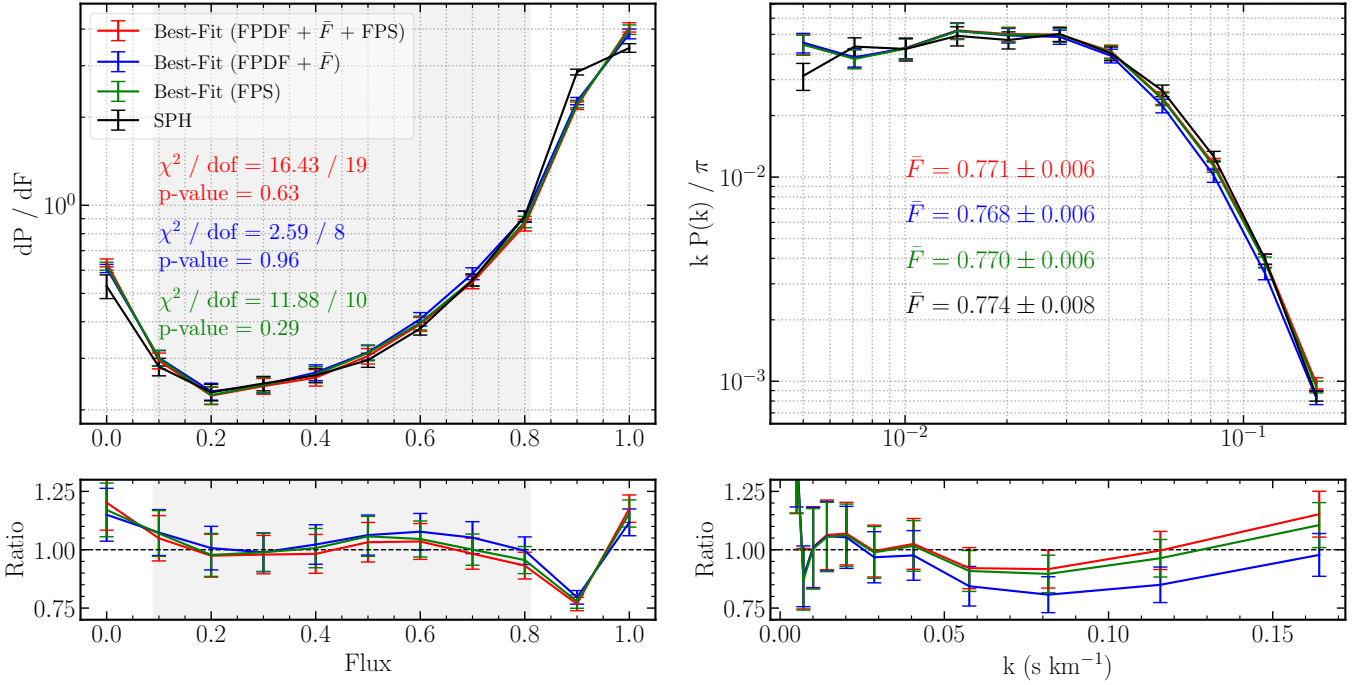 Best-Fit (FPDF + F̄ + FPS)
Best-Fit (FPDF + F̄)
Best-Fit (FPS)
SPH
χ² / dof = 16.43 / 19
p-value = 0.63
χ² / dof = 2.59 / 8
p-value = 0.96
χ² / dof = 11.88 / 10
p-value = 0.29
dP / dF
10⁰
0.0 0.2 0.4 0.6 0.8 1.0
F̄ = 0.771 ± 0.006
F̄ = 0.768 ± 0.006
F̄ = 0.770 ± 0.006
F̄ = 0.774 ± 0.008
k P(k) / π
10⁻²
10⁻³
10⁻² 10⁻¹
Ratio
1.25
1.00
0.75
0.0 0.2 0.4 0.6 0.8 1.0
Flux
Ratio
1.25
1.00
0.75
0.00 0.05 0.10 0.15
k (s km⁻¹)